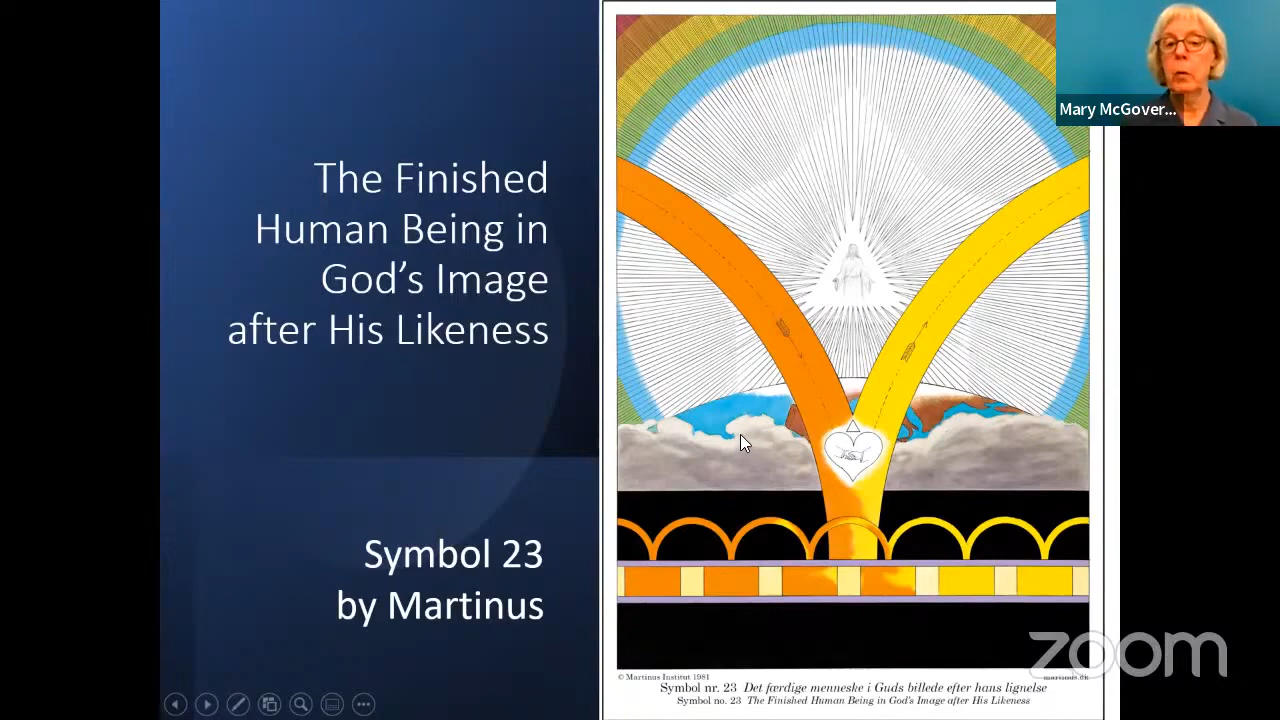 The Finished
Human Being in
God's Image
after His Likeness
Symbol 23
by Martinus
Mary McGover...
zoom
© Martinus Institut 1981
martinus.dk
Symbol nr. 23 Det færdige menneske i Guds billede efter hans lignelse
Symbol no. 23 The Finished Human Being in God's Image after His Likeness